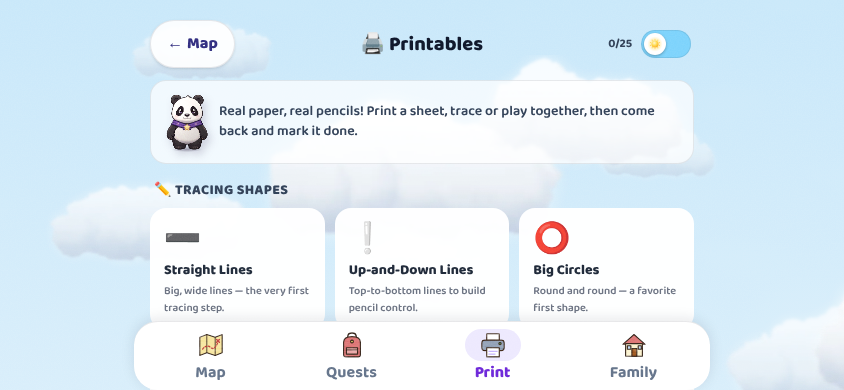 ← Map
🖨️ Printables
0/25
Real paper, real pencils! Print a sheet, trace or play together, then come
back and mark it done.
✏️ TRACING SHAPES
Straight Lines
Big, wide lines — the very first
tracing step.
Up-and-Down Lines
Top-to-bottom lines to build
pencil control.
Big Circles
Round and round — a favorite
first shape.
Map
Quests
Print
Family